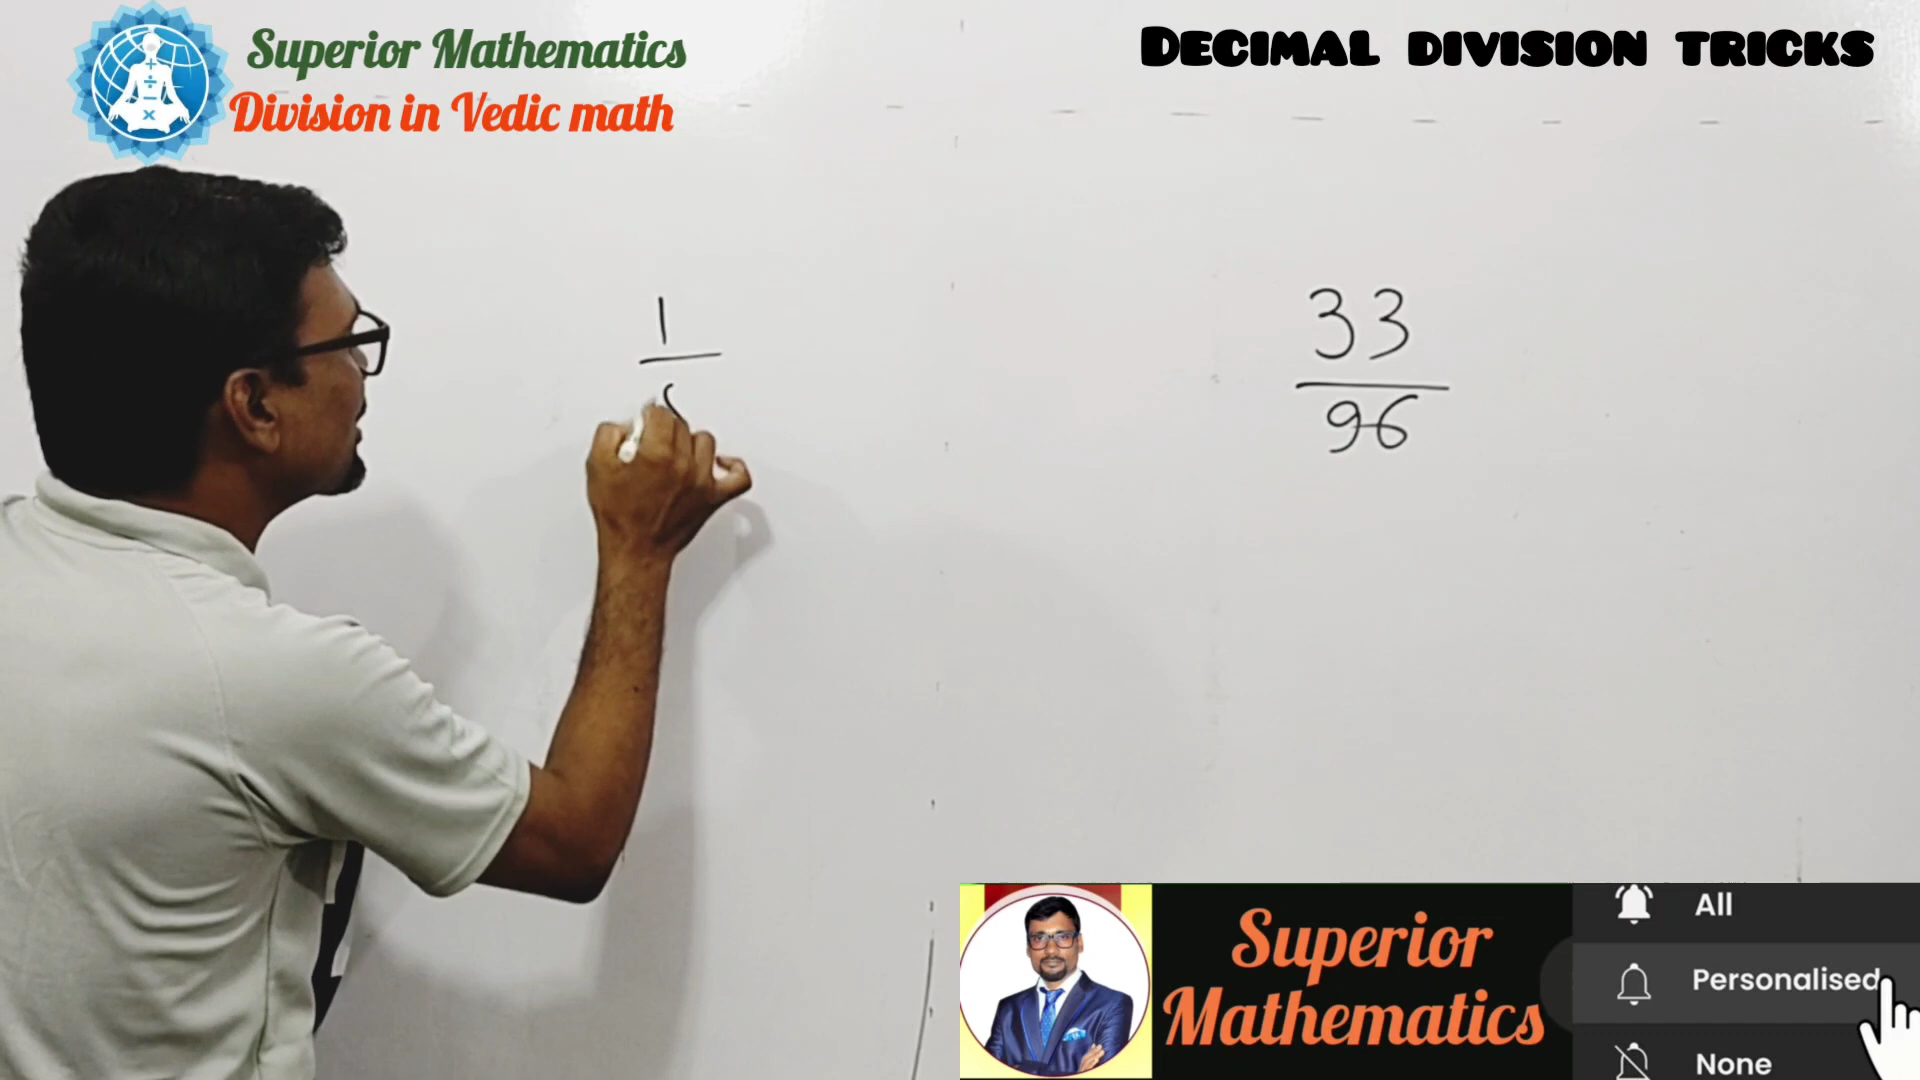 Superior Mathematics
Division in Vedic math
DECIMAL DIVISION TRICKS
1
33
96
Superior
Mathematics
All
Personalised
None